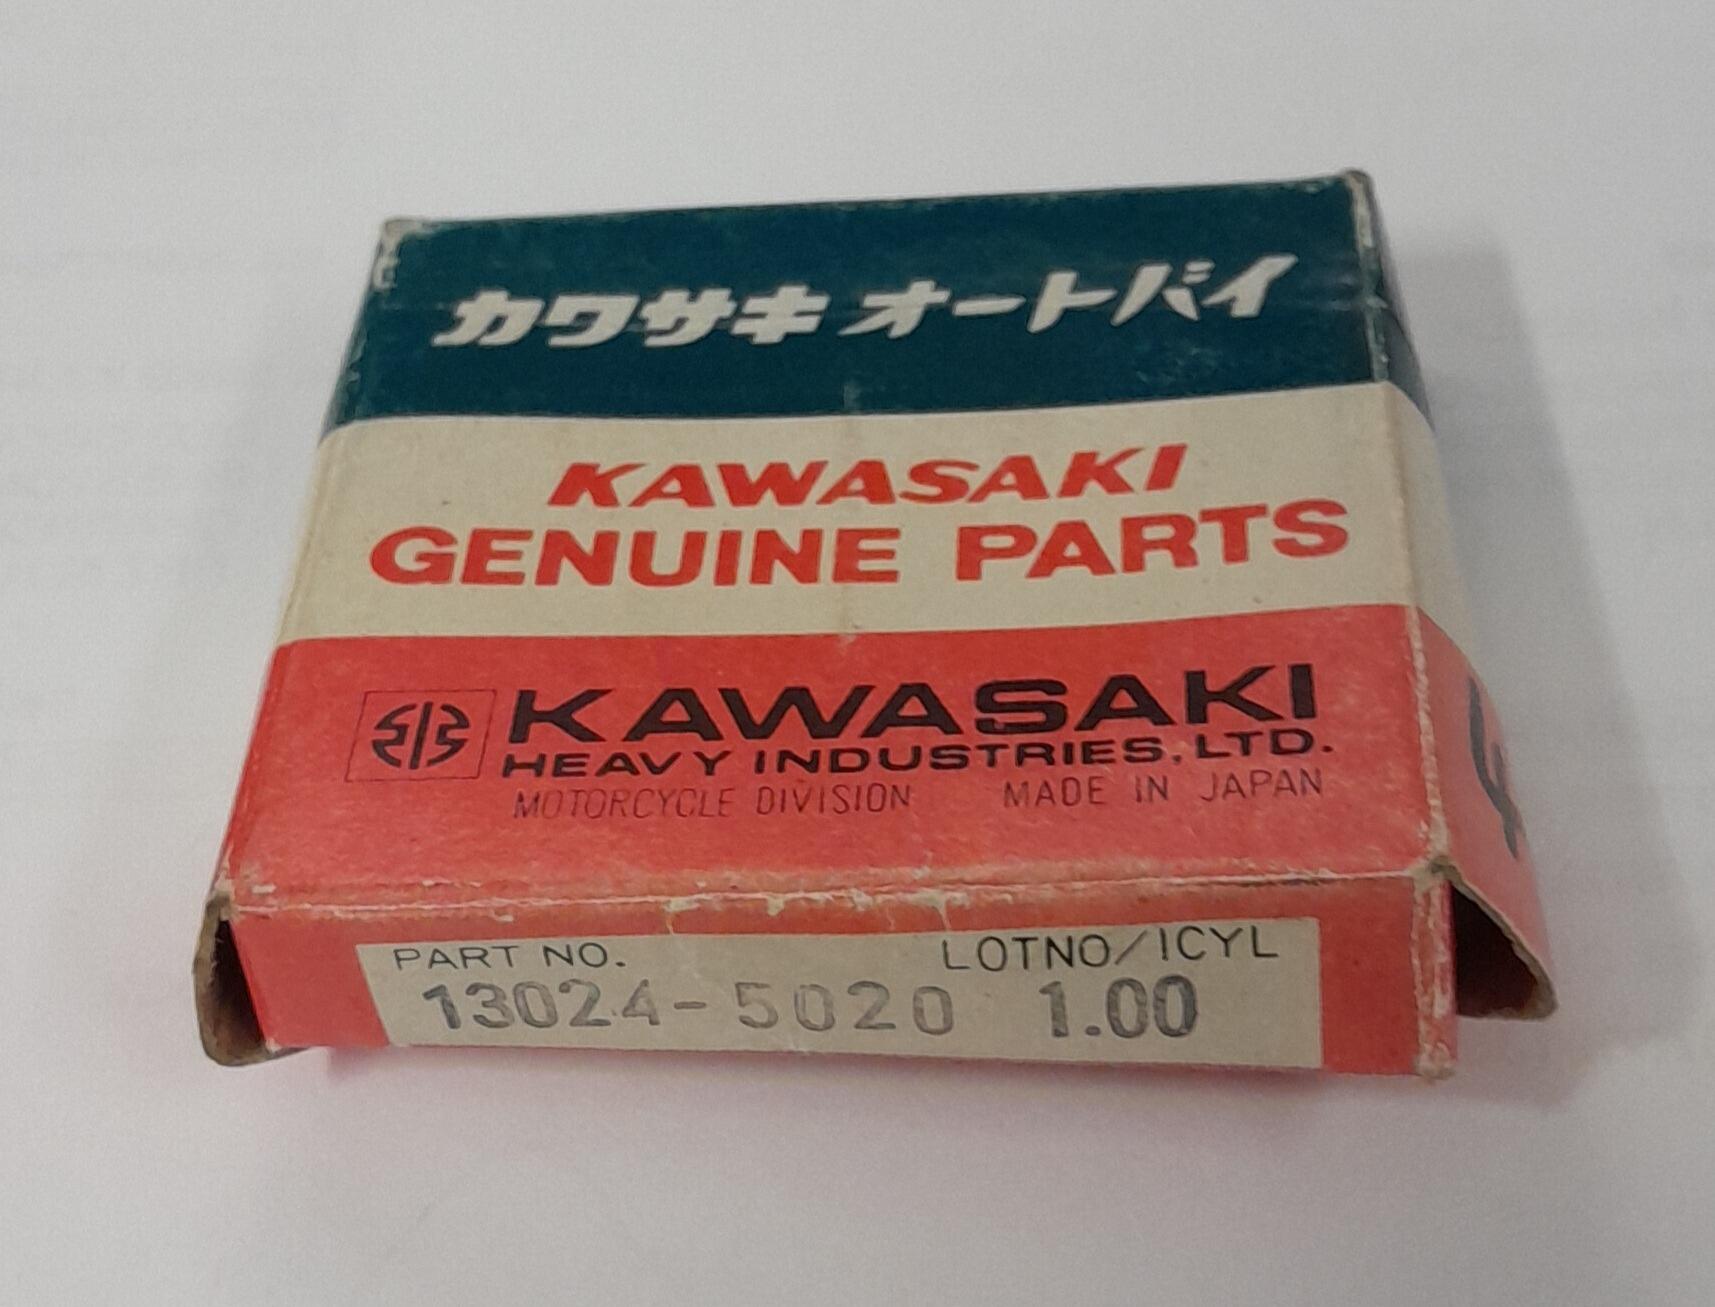 カワサキ オートバイ
KAWASAKI
GENUINE PARTS
KAWASAKI
HEAVY INDUSTRIES, LTD.
MOTORCYCLE DIVISION MADE IN JAPAN
PART NO. LOTNO/ICYL
13024-5020 1.00
4